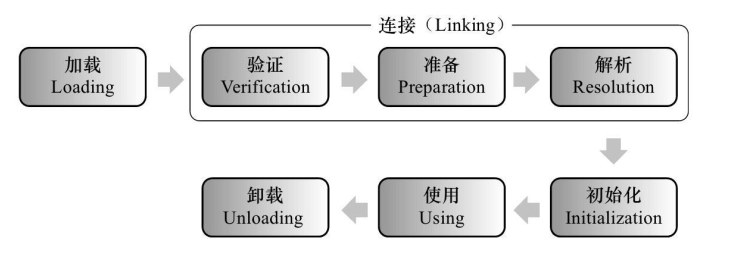 连接（Linking）
加载
Loading
验证
Verification
准备
Preparation
解析
Resolution
初始化
Initialization
使用
Using
卸载
Unloading